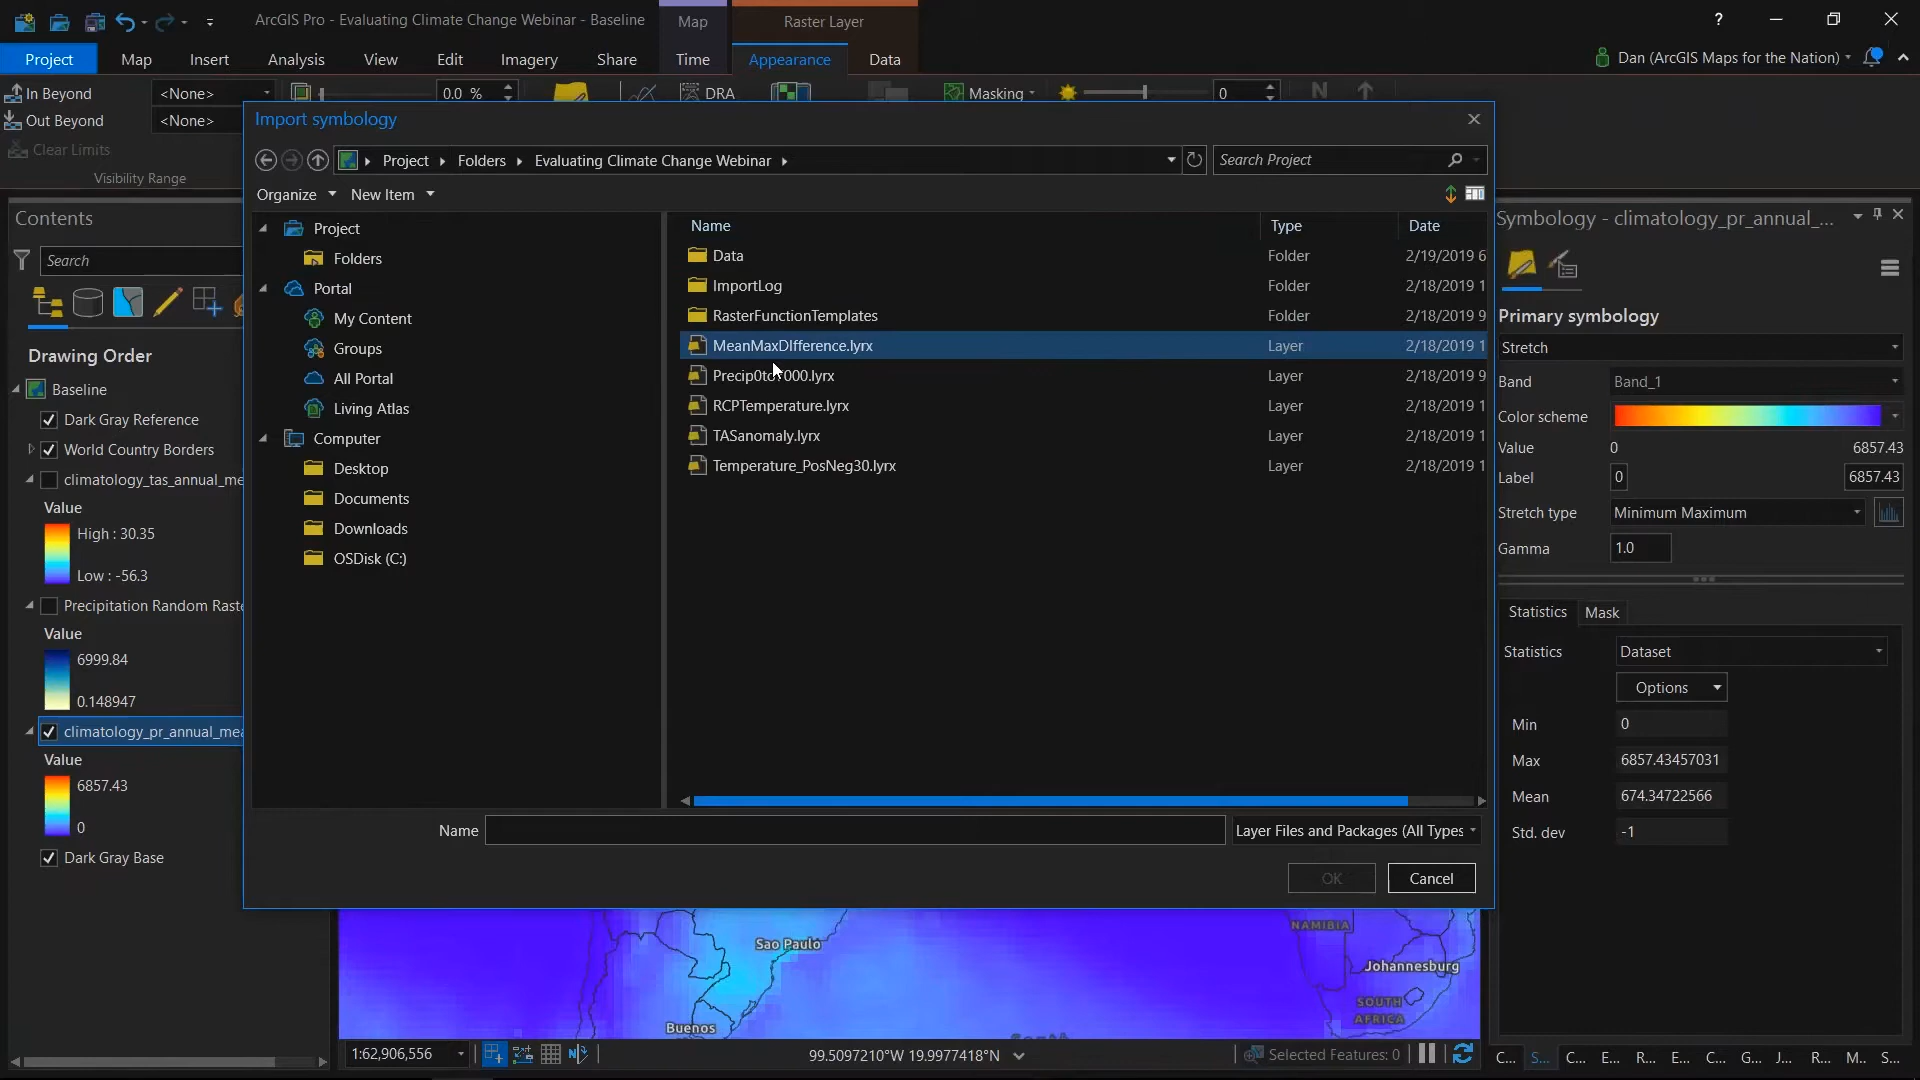 ArcGIS Pro - Evaluating Climate Change Webinar - Baseline
Map
Raster Layer
?
Project
Map
Insert
Analysis
View
Edit
Imagery
Share
Time
Appearance
Data
Dan (ArcGIS Maps for the Nation)
In Beyond
<None>
0.0 %
DRA
Masking
0
Out Beyond
<None>
Clear Limits
Visibility Range
Import symbology
Project
Folders
Evaluating Climate Change Webinar
Search Project
Organize
New Item
Contents
Search
Drawing Order
Baseline
Dark Gray Reference
World Country Borders
climatology_tas_annual_me
Value
High : 30.35
Low : -56.3
Precipitation Random Raste
Value
6999.84
0.148947
climatology_pr_annual_mea
Value
6857.43
0
Dark Gray Base
Project
Folders
Portal
My Content
Groups
All Portal
Living Atlas
Computer
Desktop
Documents
Downloads
OSDisk (C:)
Name Type Date
Data Folder 2/19/2019 6
ImportLog Folder 2/18/2019 1
RasterFunctionTemplates Folder 2/18/2019 9
MeanMaxDIfference.lyrx Layer 2/18/2019 1
Layer 2/18/2019 9
RCPTemperature.lyrx Layer 2/18/2019 1
TASanomaly.lyrx Layer 2/18/2019 1
Temperature_PosNeg30.lyrx Layer 2/18/2019 1
Name
Layer Files and Packages (All Types
OK
Cancel
Symbology - climatology_pr_annual_...
Primary symbology
Stretch
Band Band_1
Color scheme
Value 0 6857.43
Label 0 6857.43
Stretch type Minimum Maximum
Gamma 1.0
Statistics Mask
Statistics Dataset
Options
Min 0
Max 6857.43457031
Mean 674.34722566
Std. dev -1
Sao Paulo
Buenos
NAMIBIA
Johannesburg
SOUTH
AFRICA
1:62,906,556
99.5097210°W 19.9977418°N
Selected Features: 0
C... S... C... E... R... E... C... G... J... R... M.. S...